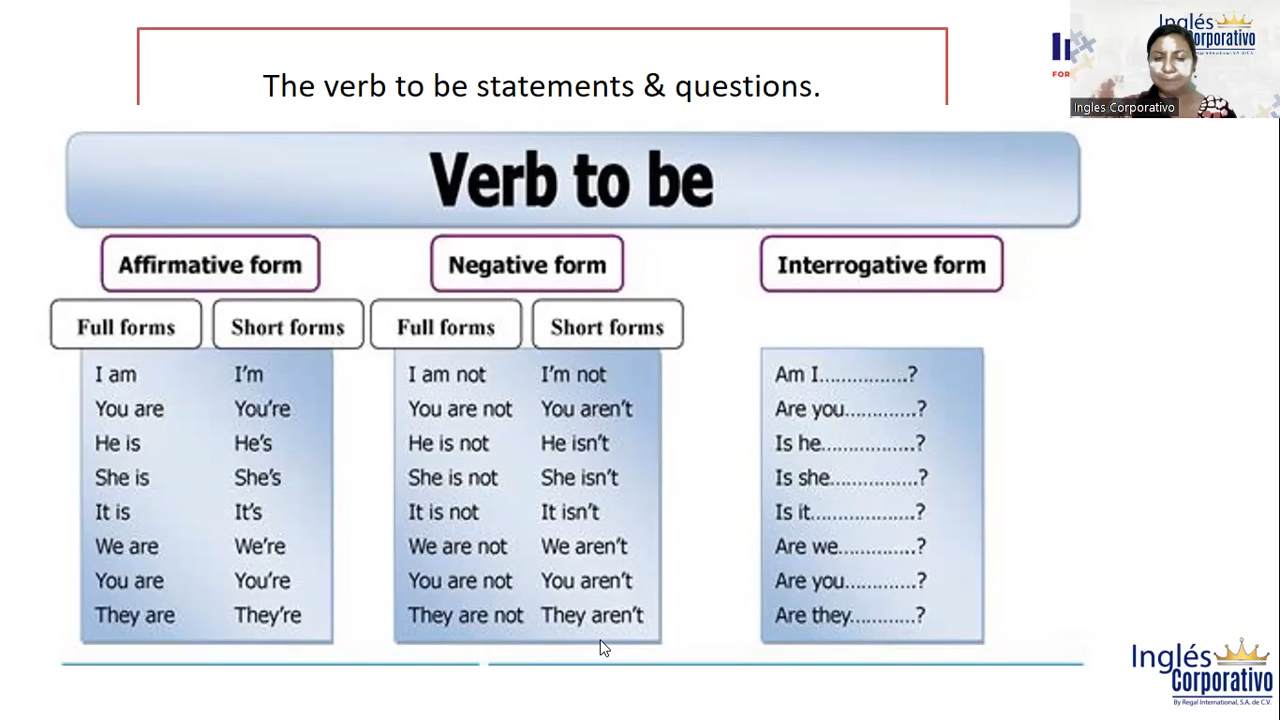 The verb to be statements & questions.
Inglés
Corporativo
FOR
Ingles Corporativo
Verb to be
Affirmative form Negative form Interrogative form
Full forms Short forms Full forms Short forms
I am I'm I am not I'm not Am I...............?
You are You're You are not You aren't Are you............?
He is He's He is not He isn't Is he................?
She is She's She is not She isn't Is she...............?
It is It's It is not It isn't Is it..................?
We are We're We are not We aren't Are we.............?
You are You're You are not You aren't Are you............?
They are They're They are not They aren't Are they..........?
Inglés
Corporativo
By Regal International, S.A. de C.V.